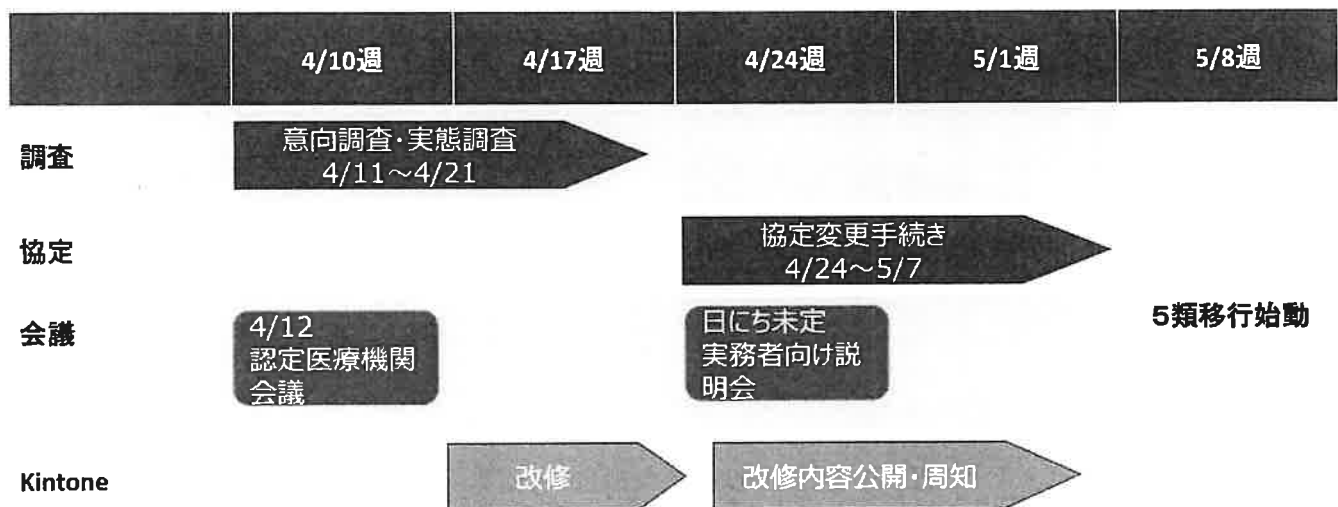 4/10週
4/17週
4/24週
5/1週
5/8週
調査
意向調査・実態調査
4/11～4/21
協定
協定変更手続き
4/24～5/7
会議
4/12
認定医療機関
会議
日にち未定
実務者向け説
明会
5類移行始動
Kintone
改修
改修内容公開・周知